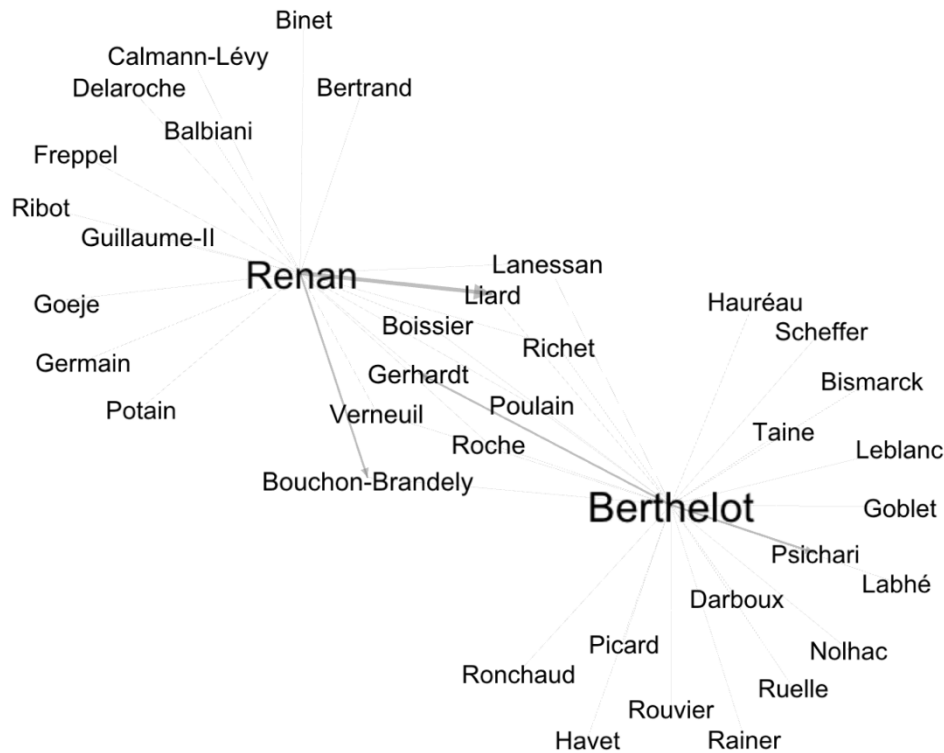 Binet
Calmann-Lévy
Delaroche
Bertrand
Balbiani
Freppel
Ribot
Guillaume-II
Renan
Lanessan
Liard
Goeje
Hauréau
Boissier
Scheffer
Richet
Germain
Gerhardt
Bismarck
Potain
Poulain
Verneuil
Taine
Roche
Leblanc
Bouchon-Brandely
Berthelot
Goblet
Psichari
Labhé
Darboux
Picard
Nolhac
Ronchaud
Ruelle
Rouvier
Havet
Rainer